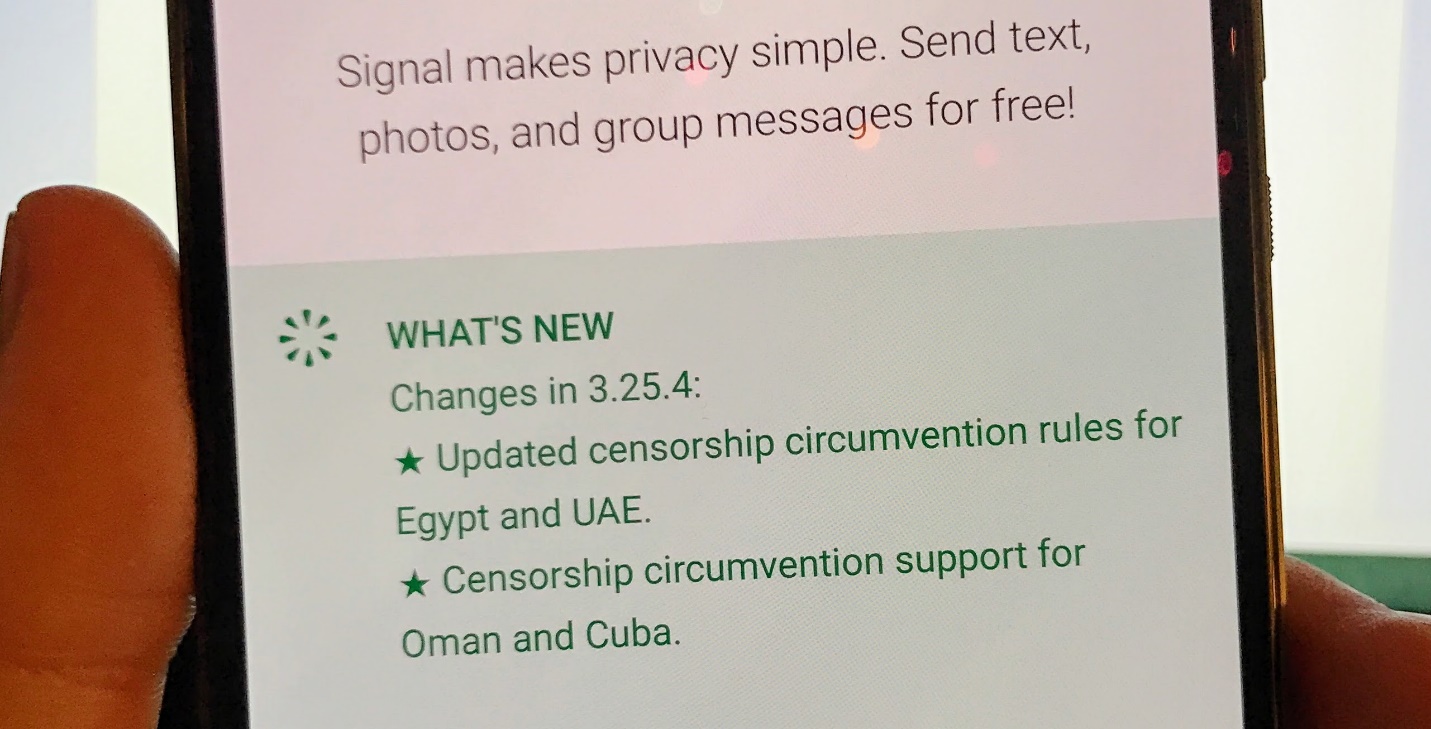 Signal makes privacy simple. Send text,
photos, and group messages for free!
WHAT'S NEW
Changes in 3.25.4:
★ Updated censorship circumvention rules for
Egypt and UAE.
★ Censorship circumvention support for
Oman and Cuba.